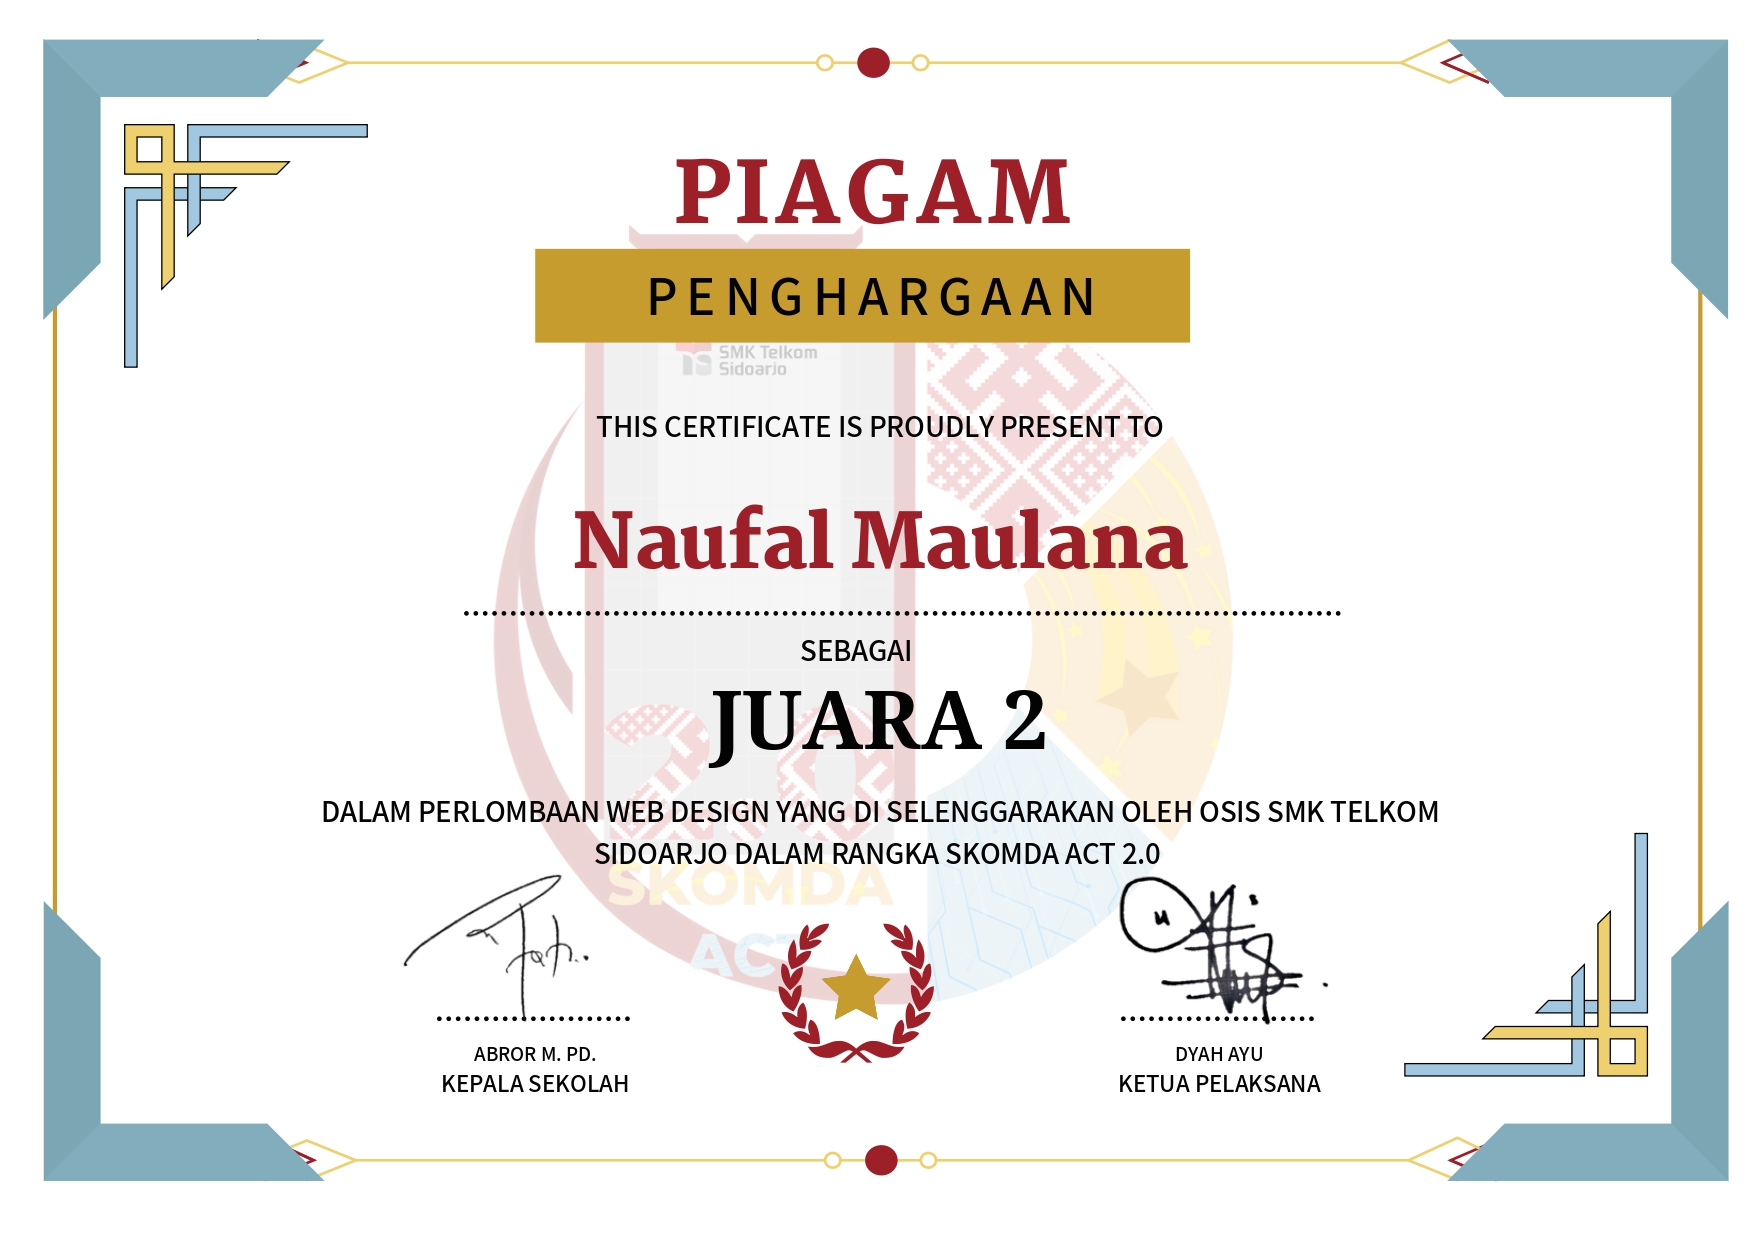 PIAGAM
PENGHARGAAN
SMK Telkom
Sidoarjo
THIS CERTIFICATE IS PROUDLY PRESENT TO
Naufal Maulana
SEBAGAI
JUARA 2
20
DALAM PERLOMBAAN WEB DESIGN YANG DI SELENGGARAKAN OLEH OSIS SMK TELKOM
SIDOARJO DALAM RANGKA SKOMDA ACT 2.0
SKOMDA
ACT
ABROR M. PD.
KEPALA SEKOLAH
DYAH AYU
KETUA PELAKSANA